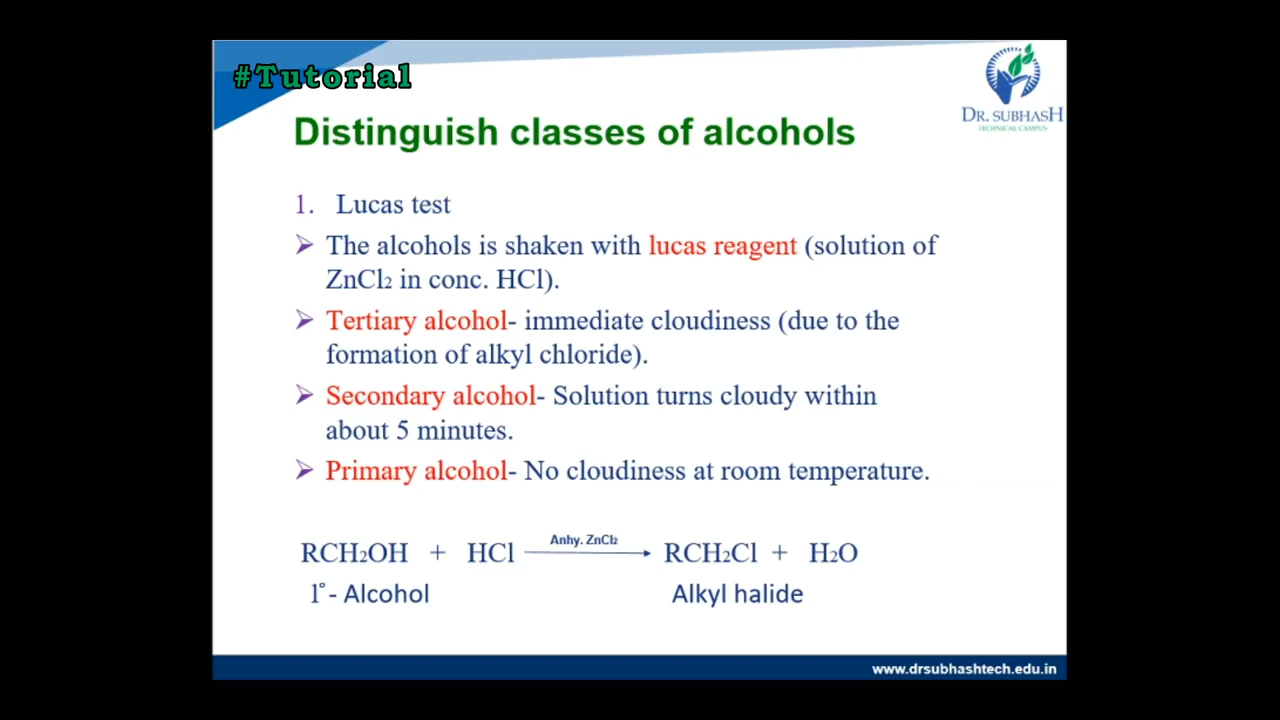 #Tutorial
DR. SUBHASH
TECHNICAL CAMPUS
Distinguish classes of alcohols
1. Lucas test
➢ The alcohols is shaken with lucas reagent (solution of
ZnCl₂ in conc. HCl).
➢ Tertiary alcohol- immediate cloudiness (due to the
formation of alkyl chloride).
➢ Secondary alcohol- Solution turns cloudy within
about 5 minutes.
➢ Primary alcohol- No cloudiness at room temperature.
Anhy. ZnCl₂
RCH₂OH + HCl ⟶ RCH₂Cl + H₂O
1° - Alcohol Alkyl halide
www.drsubhashtech.edu.in